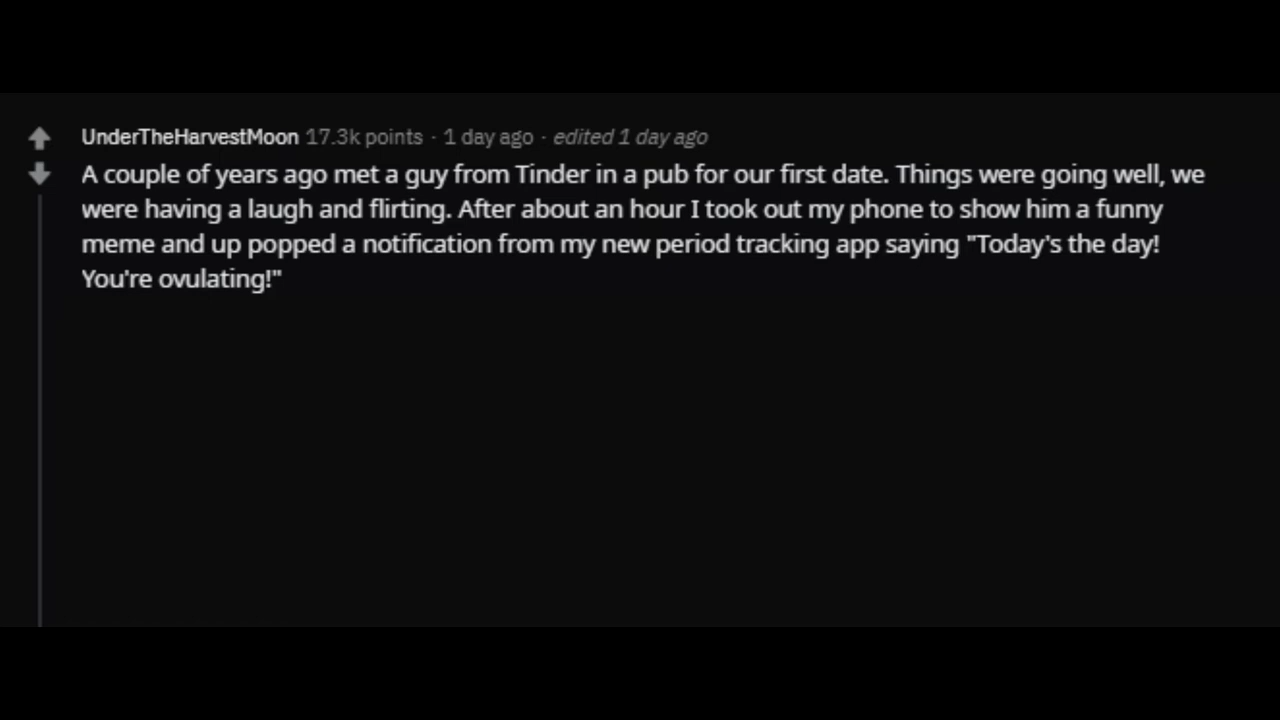 UnderTheHarvestMoon 17.3k points · 1 day ago · edited 1 day ago
A couple of years ago met a guy from Tinder in a pub for our first date. Things were going well, we
were having a laugh and flirting. After about an hour I took out my phone to show him a funny
meme and up popped a notification from my new period tracking app saying "Today's the day!
You're ovulating!"